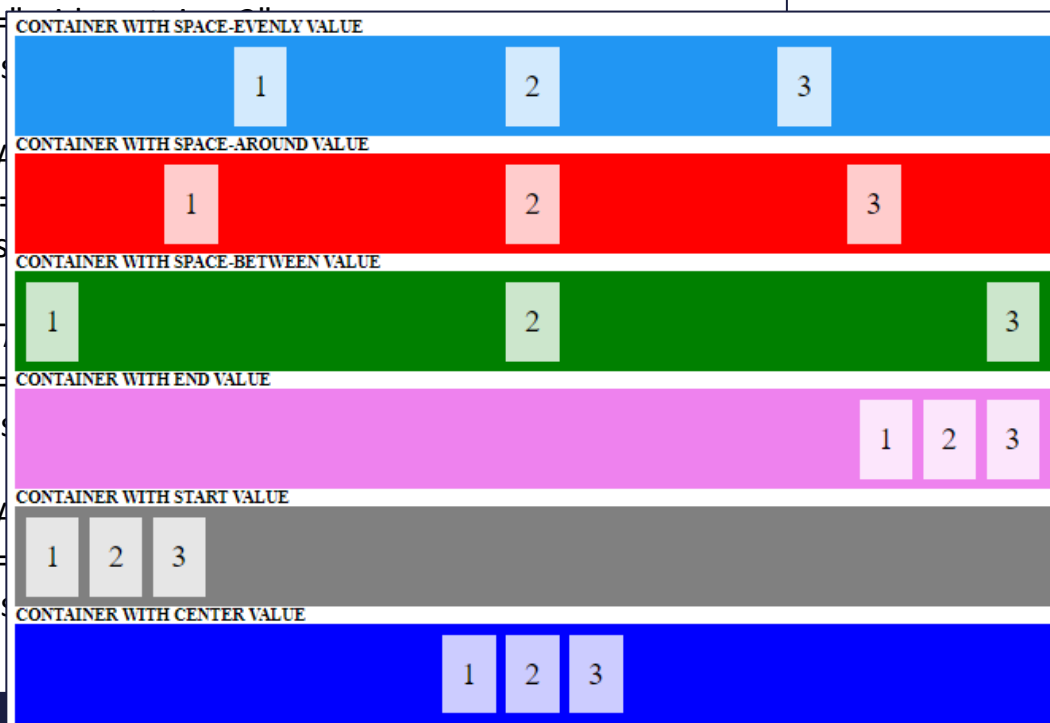 CONTAINER WITH SPACE-EVENLY VALUE
1 2 3
CONTAINER WITH SPACE-AROUND VALUE
1 2 3
CONTAINER WITH SPACE-BETWEEN VALUE
1 2 3
CONTAINER WITH END VALUE
1 2 3
CONTAINER WITH START VALUE
1 2 3
CONTAINER WITH CENTER VALUE
1 2 3